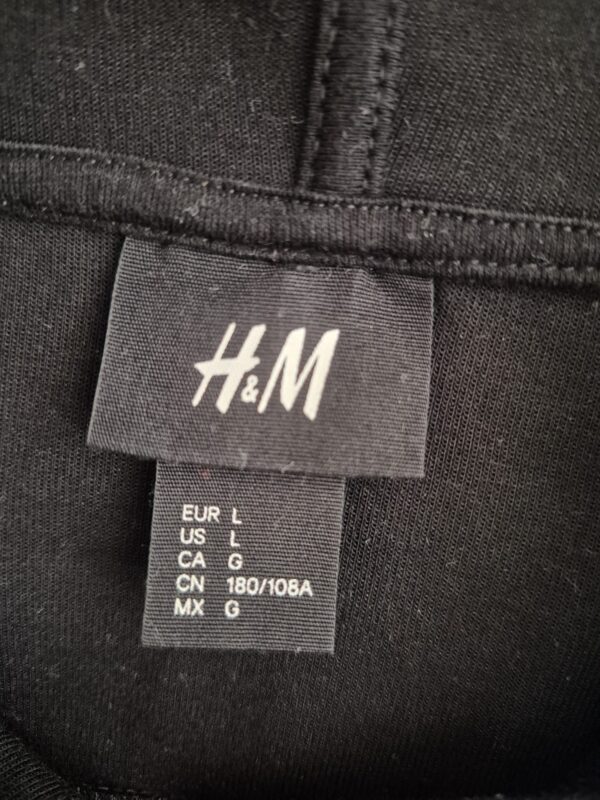 H&M
EUR L
US L
CA G
CN 180/108A
MX G